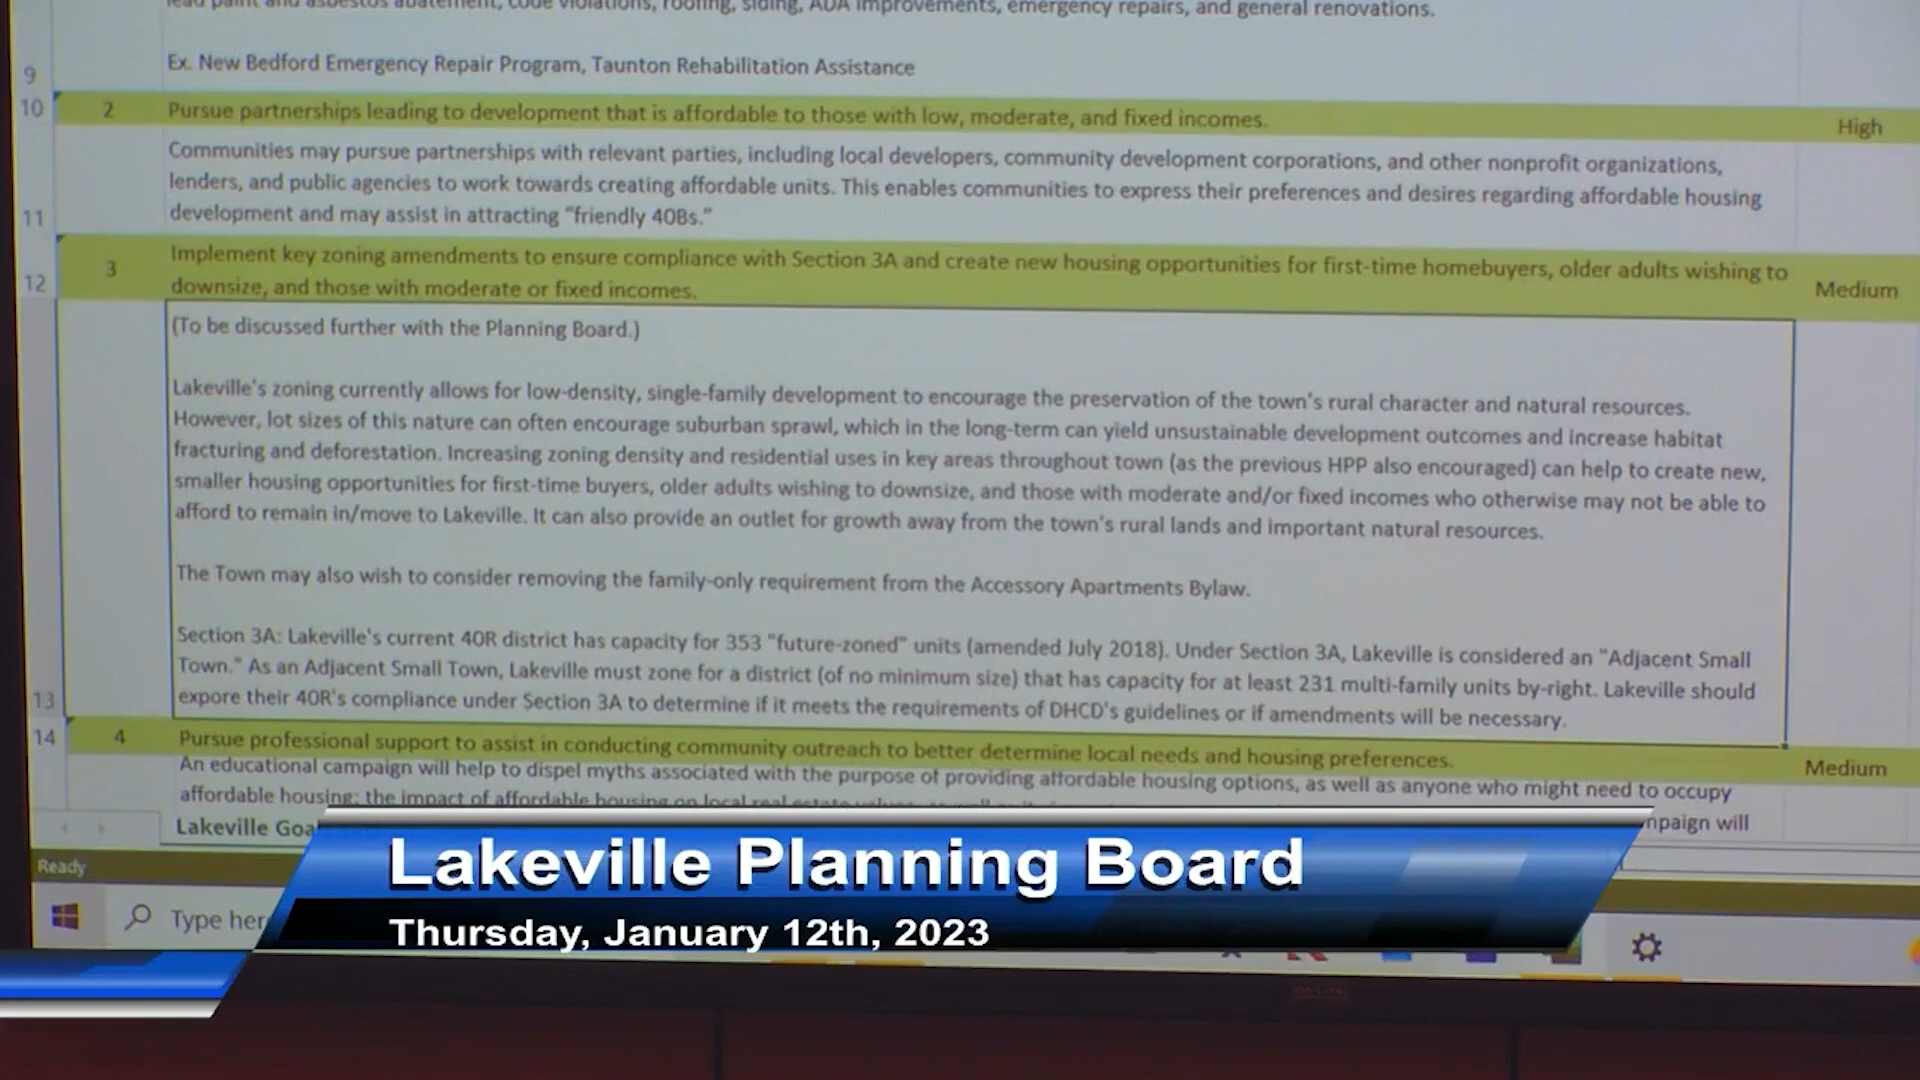 lead paint and asbestos abatement, code violations, roofing, siding, ADA improvements, emergency repairs, and general renovations.
Ex. New Bedford Emergency Repair Program, Taunton Rehabilitation Assistance
9
10 2 Pursue partnerships leading to development that is affordable to those with low, moderate, and fixed incomes. High
Communities may pursue partnerships with relevant parties, including local developers, community development corporations, and other nonprofit organizations,
lenders, and public agencies to work towards creating affordable units. This enables communities to express their preferences and desires regarding affordable housing
11 development and may assist in attracting "friendly 40Bs."
Implement key zoning amendments to ensure compliance with Section 3A and create new housing opportunities for first-time homebuyers, older adults wishing to
12 3 downsize, and those with moderate or fixed incomes. Medium
(To be discussed further with the Planning Board.)
Lakeville's zoning currently allows for low-density, single-family development to encourage the preservation of the town's rural character and natural resources.
However, lot sizes of this nature can often encourage suburban sprawl, which in the long-term can yield unsustainable development outcomes and increase habitat
fracturing and deforestation. Increasing zoning density and residential uses in key areas throughout town (as the previous HPP also encouraged) can help to create new,
smaller housing opportunities for first-time buyers, older adults wishing to downsize, and those with moderate and/or fixed incomes who otherwise may not be able to
afford to remain in/move to Lakeville. It can also provide an outlet for growth away from the town's rural lands and important natural resources.
The Town may also wish to consider removing the family-only requirement from the Accessory Apartments Bylaw.
Section 3A: Lakeville's current 40R district has capacity for 353 "future-zoned" units (amended July 2018). Under Section 3A, Lakeville is considered an "Adjacent Small
Town." As an Adjacent Small Town, Lakeville must zone for a district (of no minimum size) that has capacity for at least 231 multi-family units by-right. Lakeville should
13 expore their 40R's compliance under Section 3A to determine if it meets the requirements of DHCD's guidelines or if amendments will be necessary.
14 4 Pursue professional support to assist in conducting community outreach to better determine local needs and housing preferences. Medium
An educational campaign will help to dispel myths associated with the purpose of providing affordable housing options, as well as anyone who might need to occupy
affordable housing; the impact of affordable housing on local real estate values, as well
campaign will
Lakeville Goa
Ready
Type her
Lakeville Planning Board
Thursday, January 12th, 2023